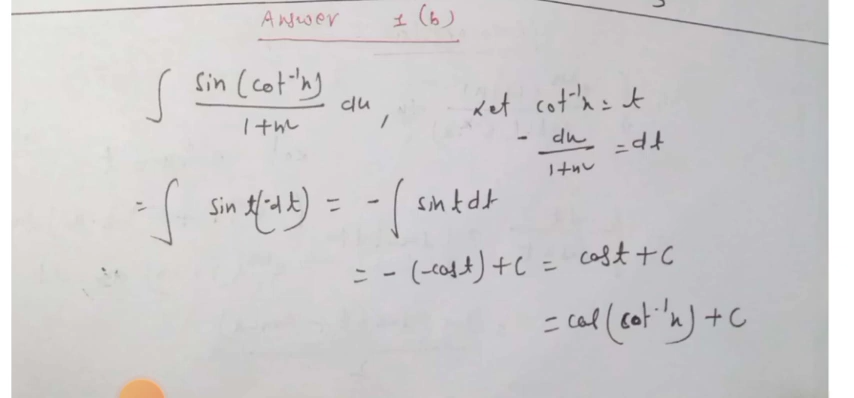 Answer 1 (b)
∫ sin (cot⁻¹x) / 1+x² dx, Let cot⁻¹x = t
- dx / 1+x² = dt
= ∫ sin t(-dt) = - ∫ sin t dt
= - (-cos t) + C = cos t + C
= cos (cot⁻¹x) + C